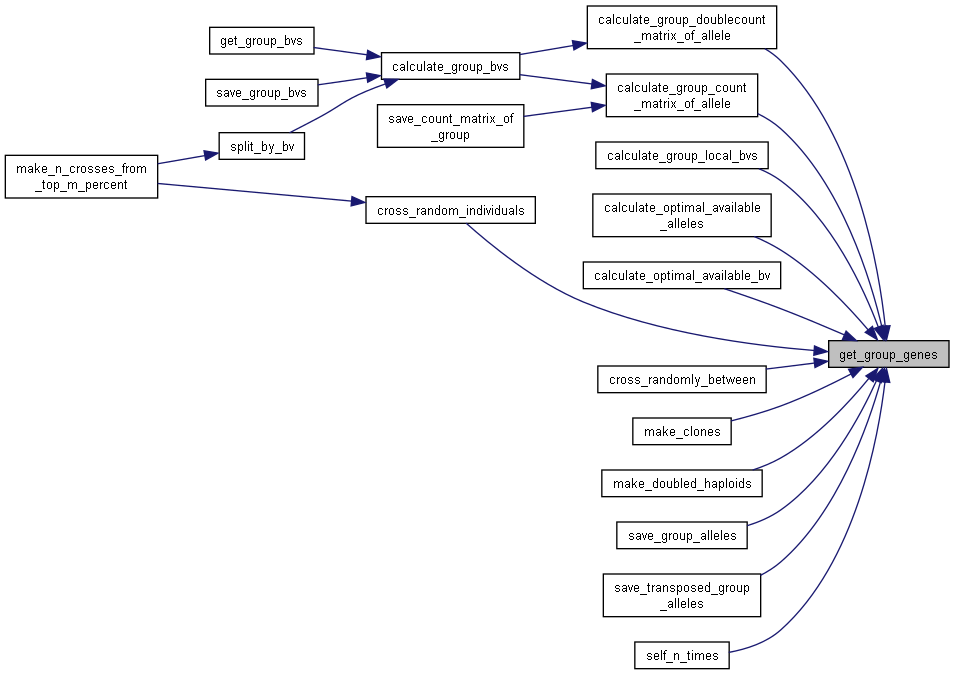 calculate_group_doublecount
_matrix_of_allele
get_group_bvs
calculate_group_bvs
save_group_bvs
calculate_group_count
_matrix_of_allele
save_count_matrix_of
_group
split_by_bv
calculate_group_local_bvs
make_n_crosses_from
_top_m_percent
cross_random_individuals
calculate_optimal_available
_alleles
calculate_optimal_available_bv
get_group_genes
cross_randomly_between
make_clones
make_doubled_haploids
save_group_alleles
save_transposed_group
_alleles
self_n_times